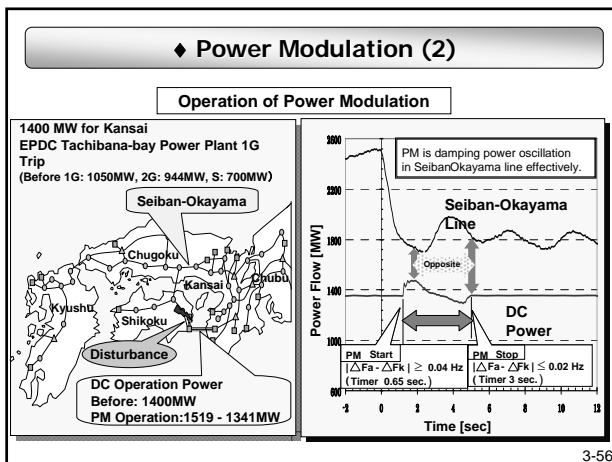 ♦ Power Modulation (2)
Operation of Power Modulation
1400 MW for Kansai
EPDC Tachibana-bay Power Plant 1G
Trip
(Before 1G: 1050MW, 2G: 944MW, S: 700MW)
Seiban-Okayama
Chugoku
Kansai
Chubu
Kyushu
Shikoku
Disturbance
DC Operation Power
Before: 1400MW
PM Operation:1519 - 1341MW
PM is damping power oscillation
in SeibanOkayama line effectively.
Seiban-Okayama
Line
Opposite
DC
Power
PM Start
|△Fa - △Fk| ≥ 0.04 Hz
(Timer 0.65 sec.)
PM Stop
|△Fa - △Fk| ≤ 0.02 Hz
(Timer 3 sec.)
Power Flow [MW]
2600
2200
1800
1400
1000
600
-2 0 2 4 6 8 10 12
Time [sec]
3-56